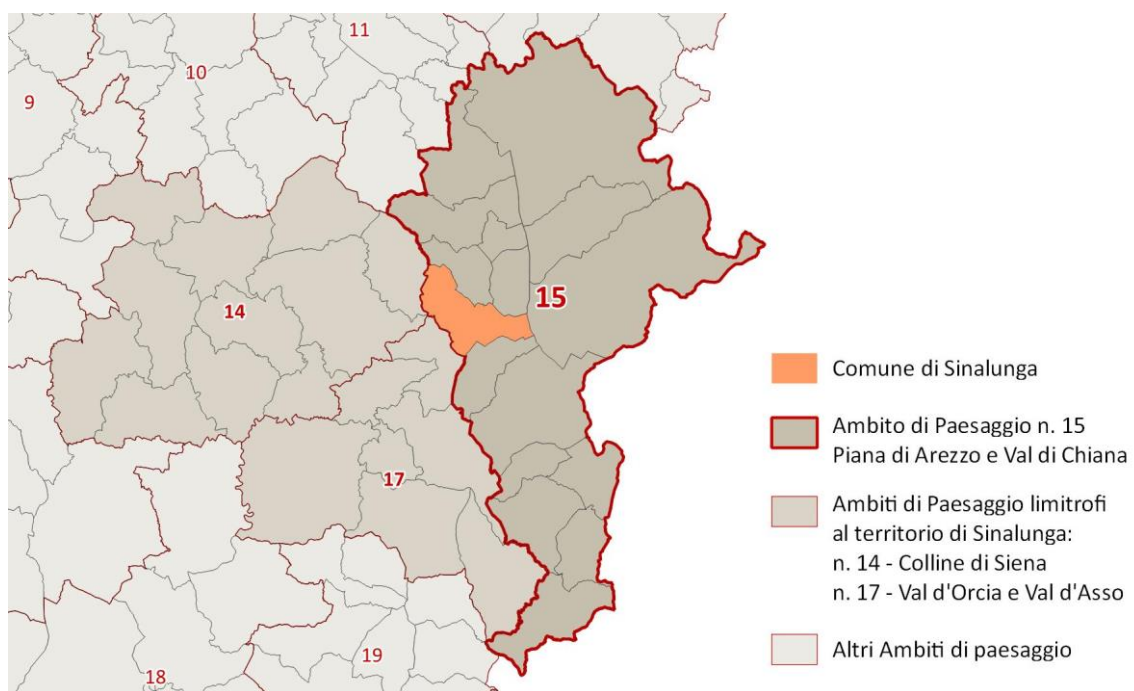 11
10
9
15
14
17
19
18
Comune di Sinalunga
Ambito di Paesaggio n. 15
Piana di Arezzo e Val di Chiana
Ambiti di Paesaggio limitrofi
al territorio di Sinalunga:
n. 14 - Colline di Siena
n. 17 - Val d'Orcia e Val d'Asso
Altri Ambiti di paesaggio